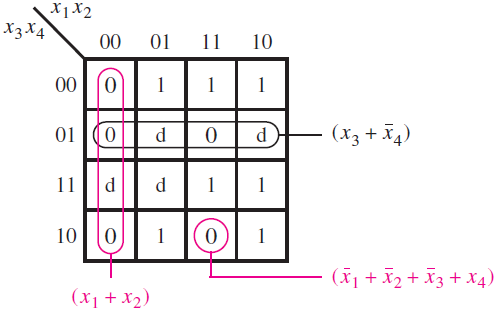 x₁x₂
x₃x₄
00 01 11 10
00 0 1 1 1
01 0 d 0 d (x₃ + x̄₄)
11 d d 1 1
10 0 1 0 1
(x̄₁ + x̄₂ + x̄₃ + x₄)
(x₁ + x₂)